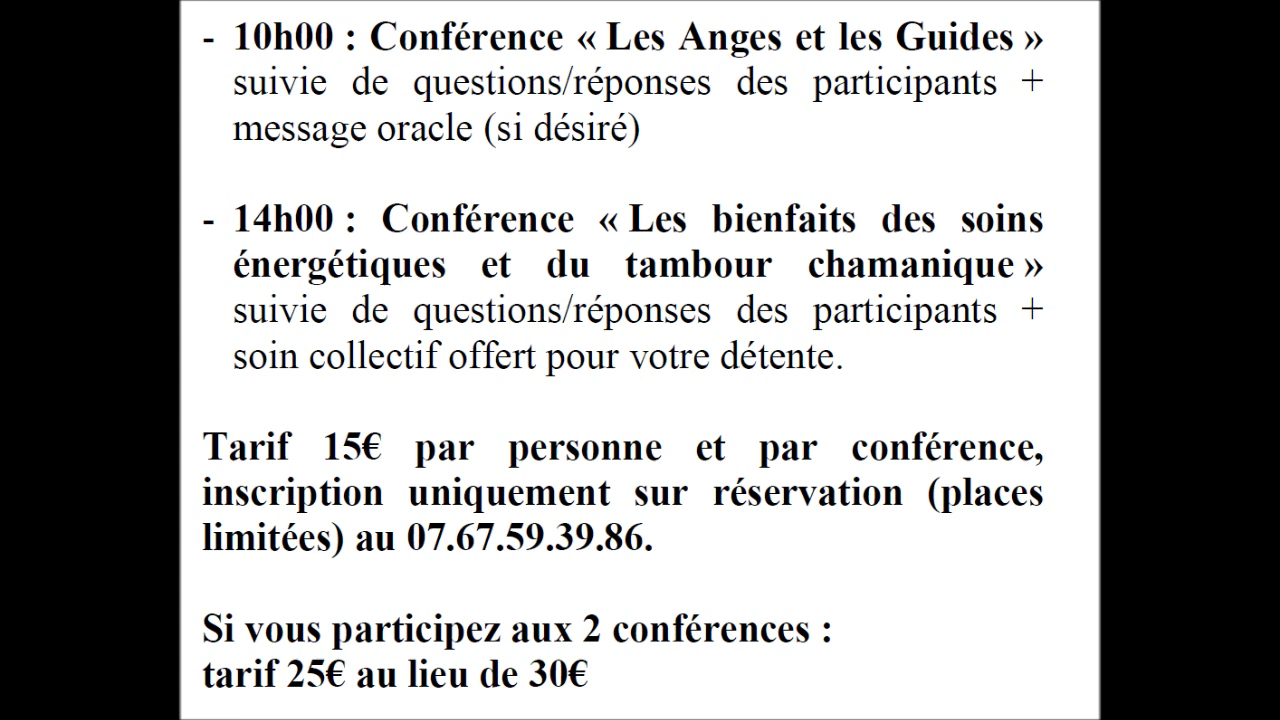 - 10h00 : Conférence « Les Anges et les Guides »
suivie de questions/réponses des participants +
message oracle (si désiré)
- 14h00 : Conférence « Les bienfaits des soins
énergétiques et du tambour chamanique »
suivie de questions/réponses des participants +
soin collectif offert pour votre détente.
Tarif 15€ par personne et par conférence,
inscription uniquement sur réservation (places
limitées) au 07.67.59.39.86.
Si vous participez aux 2 conférences :
tarif 25€ au lieu de 30€